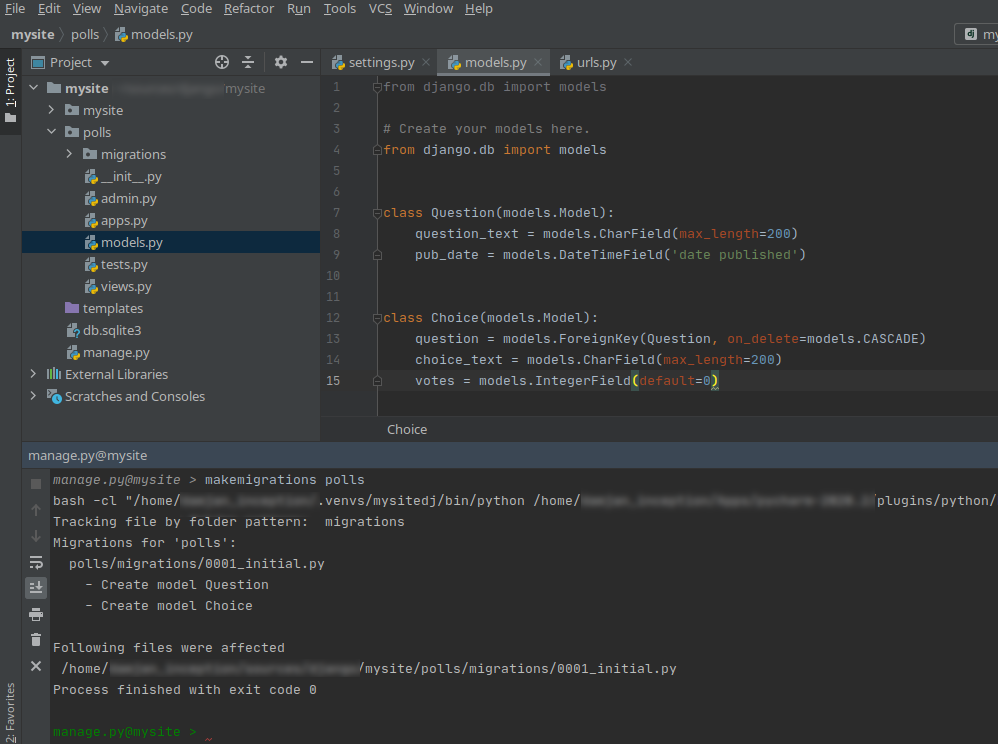 File Edit View Navigate Code Refactor Run Tools VCS Window Help
mysite polls models.py
my
1: Project
Project
settings.py models.py urls.py
mysite mysite
mysite
polls
migrations
__init__.py
admin.py
apps.py
models.py
tests.py
views.py
templates
db.sqlite3
manage.py
External Libraries
Scratches and Consoles
1 from django.db import models
2
3 # Create your models here.
4 from django.db import models
5
6
7 class Question(models.Model):
8 question_text = models.CharField(max_length=200)
9 pub_date = models.DateTimeField('date published')
10
11
12 class Choice(models.Model):
13 question = models.ForeignKey(Question, on_delete=models.CASCADE)
14 choice_text = models.CharField(max_length=200)
15 votes = models.IntegerField(default=0)
Choice
manage.py@mysite
manage.py@mysite > makemigrations polls
bash -cl "/home/ .venvs/mysitedj/bin/python /home/ plugins/python/
Tracking file by folder pattern: migrations
Migrations for 'polls':
polls/migrations/0001_initial.py
- Create model Question
- Create model Choice
Following files were affected
/home/ /mysite/polls/migrations/0001_initial.py
Process finished with exit code 0
manage.py@mysite >
2: Favorites